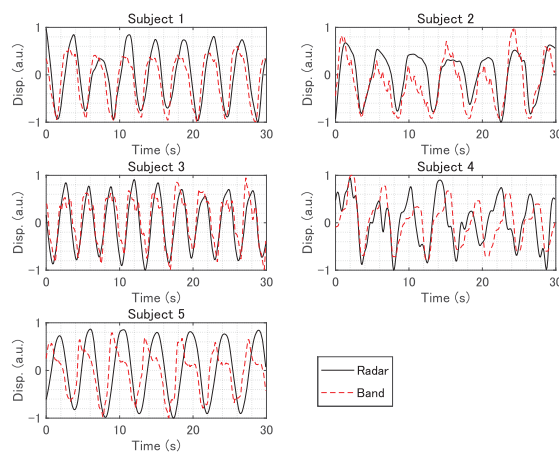 Subject 1
Disp. (a.u.)
1
0
-1
0 10 20 30
Time (s)
Subject 2
Disp. (a.u.)
1
0
-1
0 10 20 30
Time (s)
Subject 3
Disp. (a.u.)
1
0
-1
0 10 20 30
Time (s)
Subject 4
Disp. (a.u.)
1
0
-1
0 10 20 30
Time (s)
Subject 5
Disp. (a.u.)
1
0
-1
0 10 20 30
Time (s)
Radar
Band